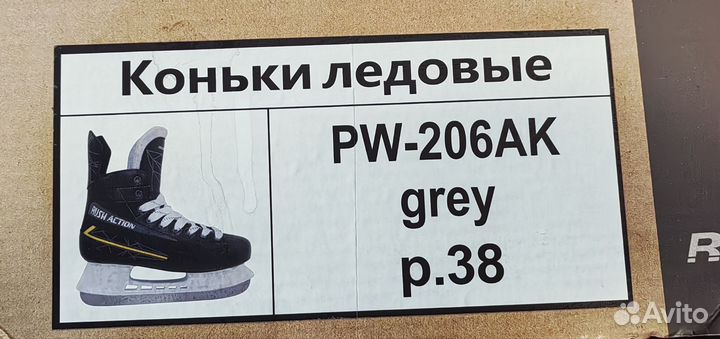 Коньки ледовые
PW-206AK
grey
р.38
RUSH ACTION
R
Avito